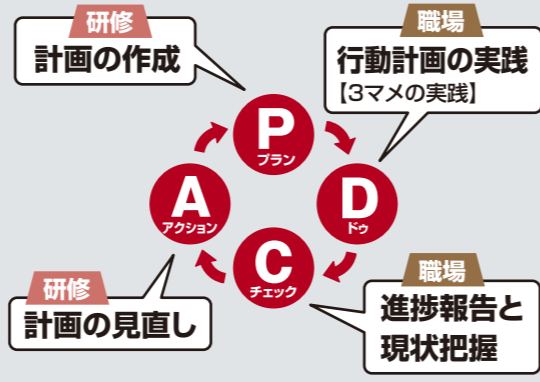 研修
計画の作成
職場
行動計画の実践
【3マメの実践】
P
プラン
D
ドゥ
C
チェック
A
アクション
職場
進捗報告と
現状把握
研修
計画の見直し